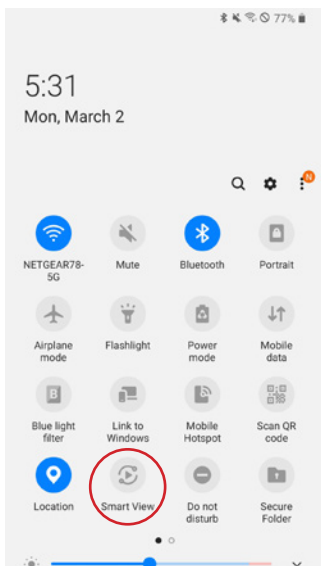 77%
5:31
Mon, March 2
N
NETGEAR78-
5G
Mute
Bluetooth
Portrait
Airplane
mode
Flashlight
Power
mode
Mobile
data
B
Blue light
filter
Link to
Windows
Mobile
Hotspot
Scan QR
code
Location
Smart View
Do not
disturb
Secure
Folder